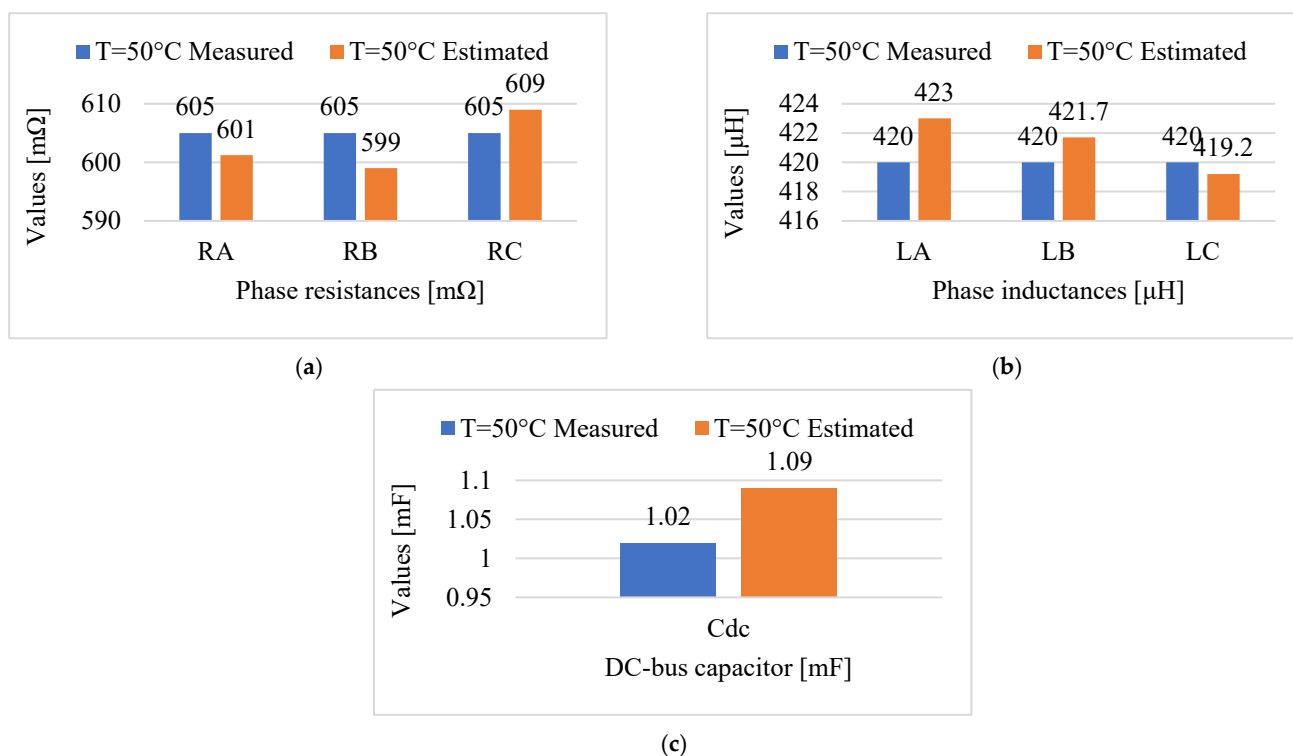 T=50°C Measured T=50°C Estimated
609
605 605 605
601
599
610
600
590
Values [mΩ]
RA RB RC
Phase resistances [mΩ]
(a)
T=50°C Measured T=50°C Estimated
423
421.7
420 420 420
419.2
424
422
420
418
416
Values [μH]
LA LB LC
Phase inductances [μH]
(b)
T=50°C Measured T=50°C Estimated
1.09
1.02
1.1
1.05
1
0.95
Values [mF]
Cdc
DC-bus capacitor [mF]
(c)